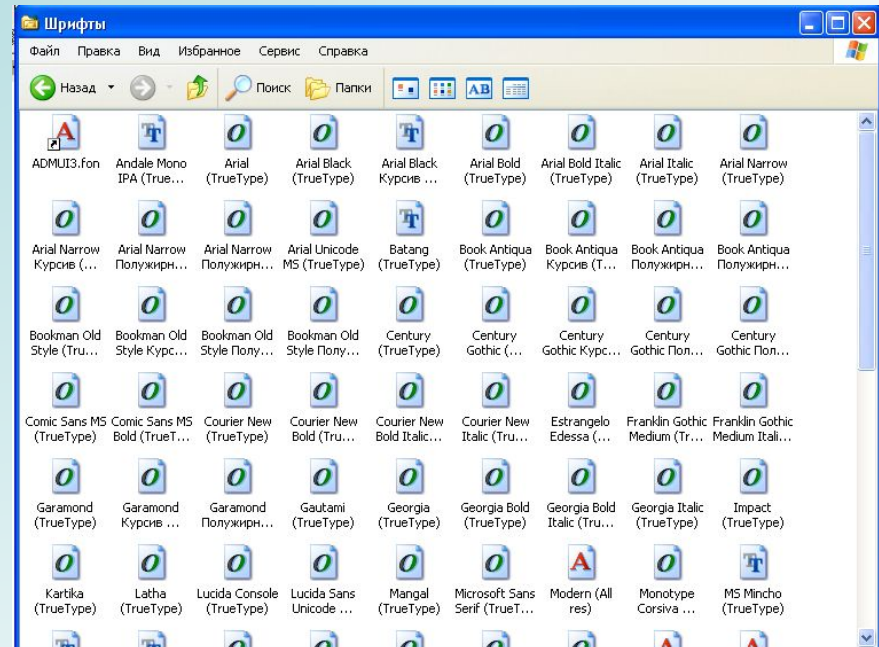 Шрифты
Файл Правка Вид Избранное Сервис Справка
Назад Поиск Папки
ADMUI3.fon Andale Mono Arial Arial Black Arial Black Arial Bold Arial Bold Italic Arial Italic Arial Narrow
IPA (True... (TrueType) (TrueType) Курсив ... (TrueType) (TrueType) (TrueType) (TrueType)
Arial Narrow Arial Narrow Arial Narrow Arial Unicode Batang Book Antiqua Book Antiqua Book Antiqua Book Antiqua
Курсив (... Полужирн... Полужирн... MS (TrueType) (TrueType) (TrueType) Курсив (Т... Полужирн... Полужирн...
Bookman Old Bookman Old Bookman Old Bookman Old Century Century Century Century Century
Style (Tru... Style Курс... Style Полу... Style Полу... (TrueType) Gothic (... Gothic Курс... Gothic Пол... Gothic Пол...
Comic Sans MS Comic Sans MS Courier New Courier New Courier New Courier New Estrangelo Franklin Gothic Franklin Gothic
(TrueType) Bold (TrueT... (TrueType) Bold (Tru... Bold Italic... Italic (Tru... Edessa (... Medium (Tr... Medium Itali...
Garamond Garamond Garamond Gautami Georgia Georgia Bold Georgia Bold Georgia Italic Impact
(TrueType) Курсив ... Полужирн... (TrueType) (TrueType) (TrueType) Italic (Tru... (TrueType) (TrueType)
Kartika Latha Lucida Console Lucida Sans Mangal Microsoft Sans Modern (All Monotype MS Mincho
(TrueType) (TrueType) (TrueType) Unicode ... (TrueType) Serif (TrueT... res) Corsiva ... (TrueType)